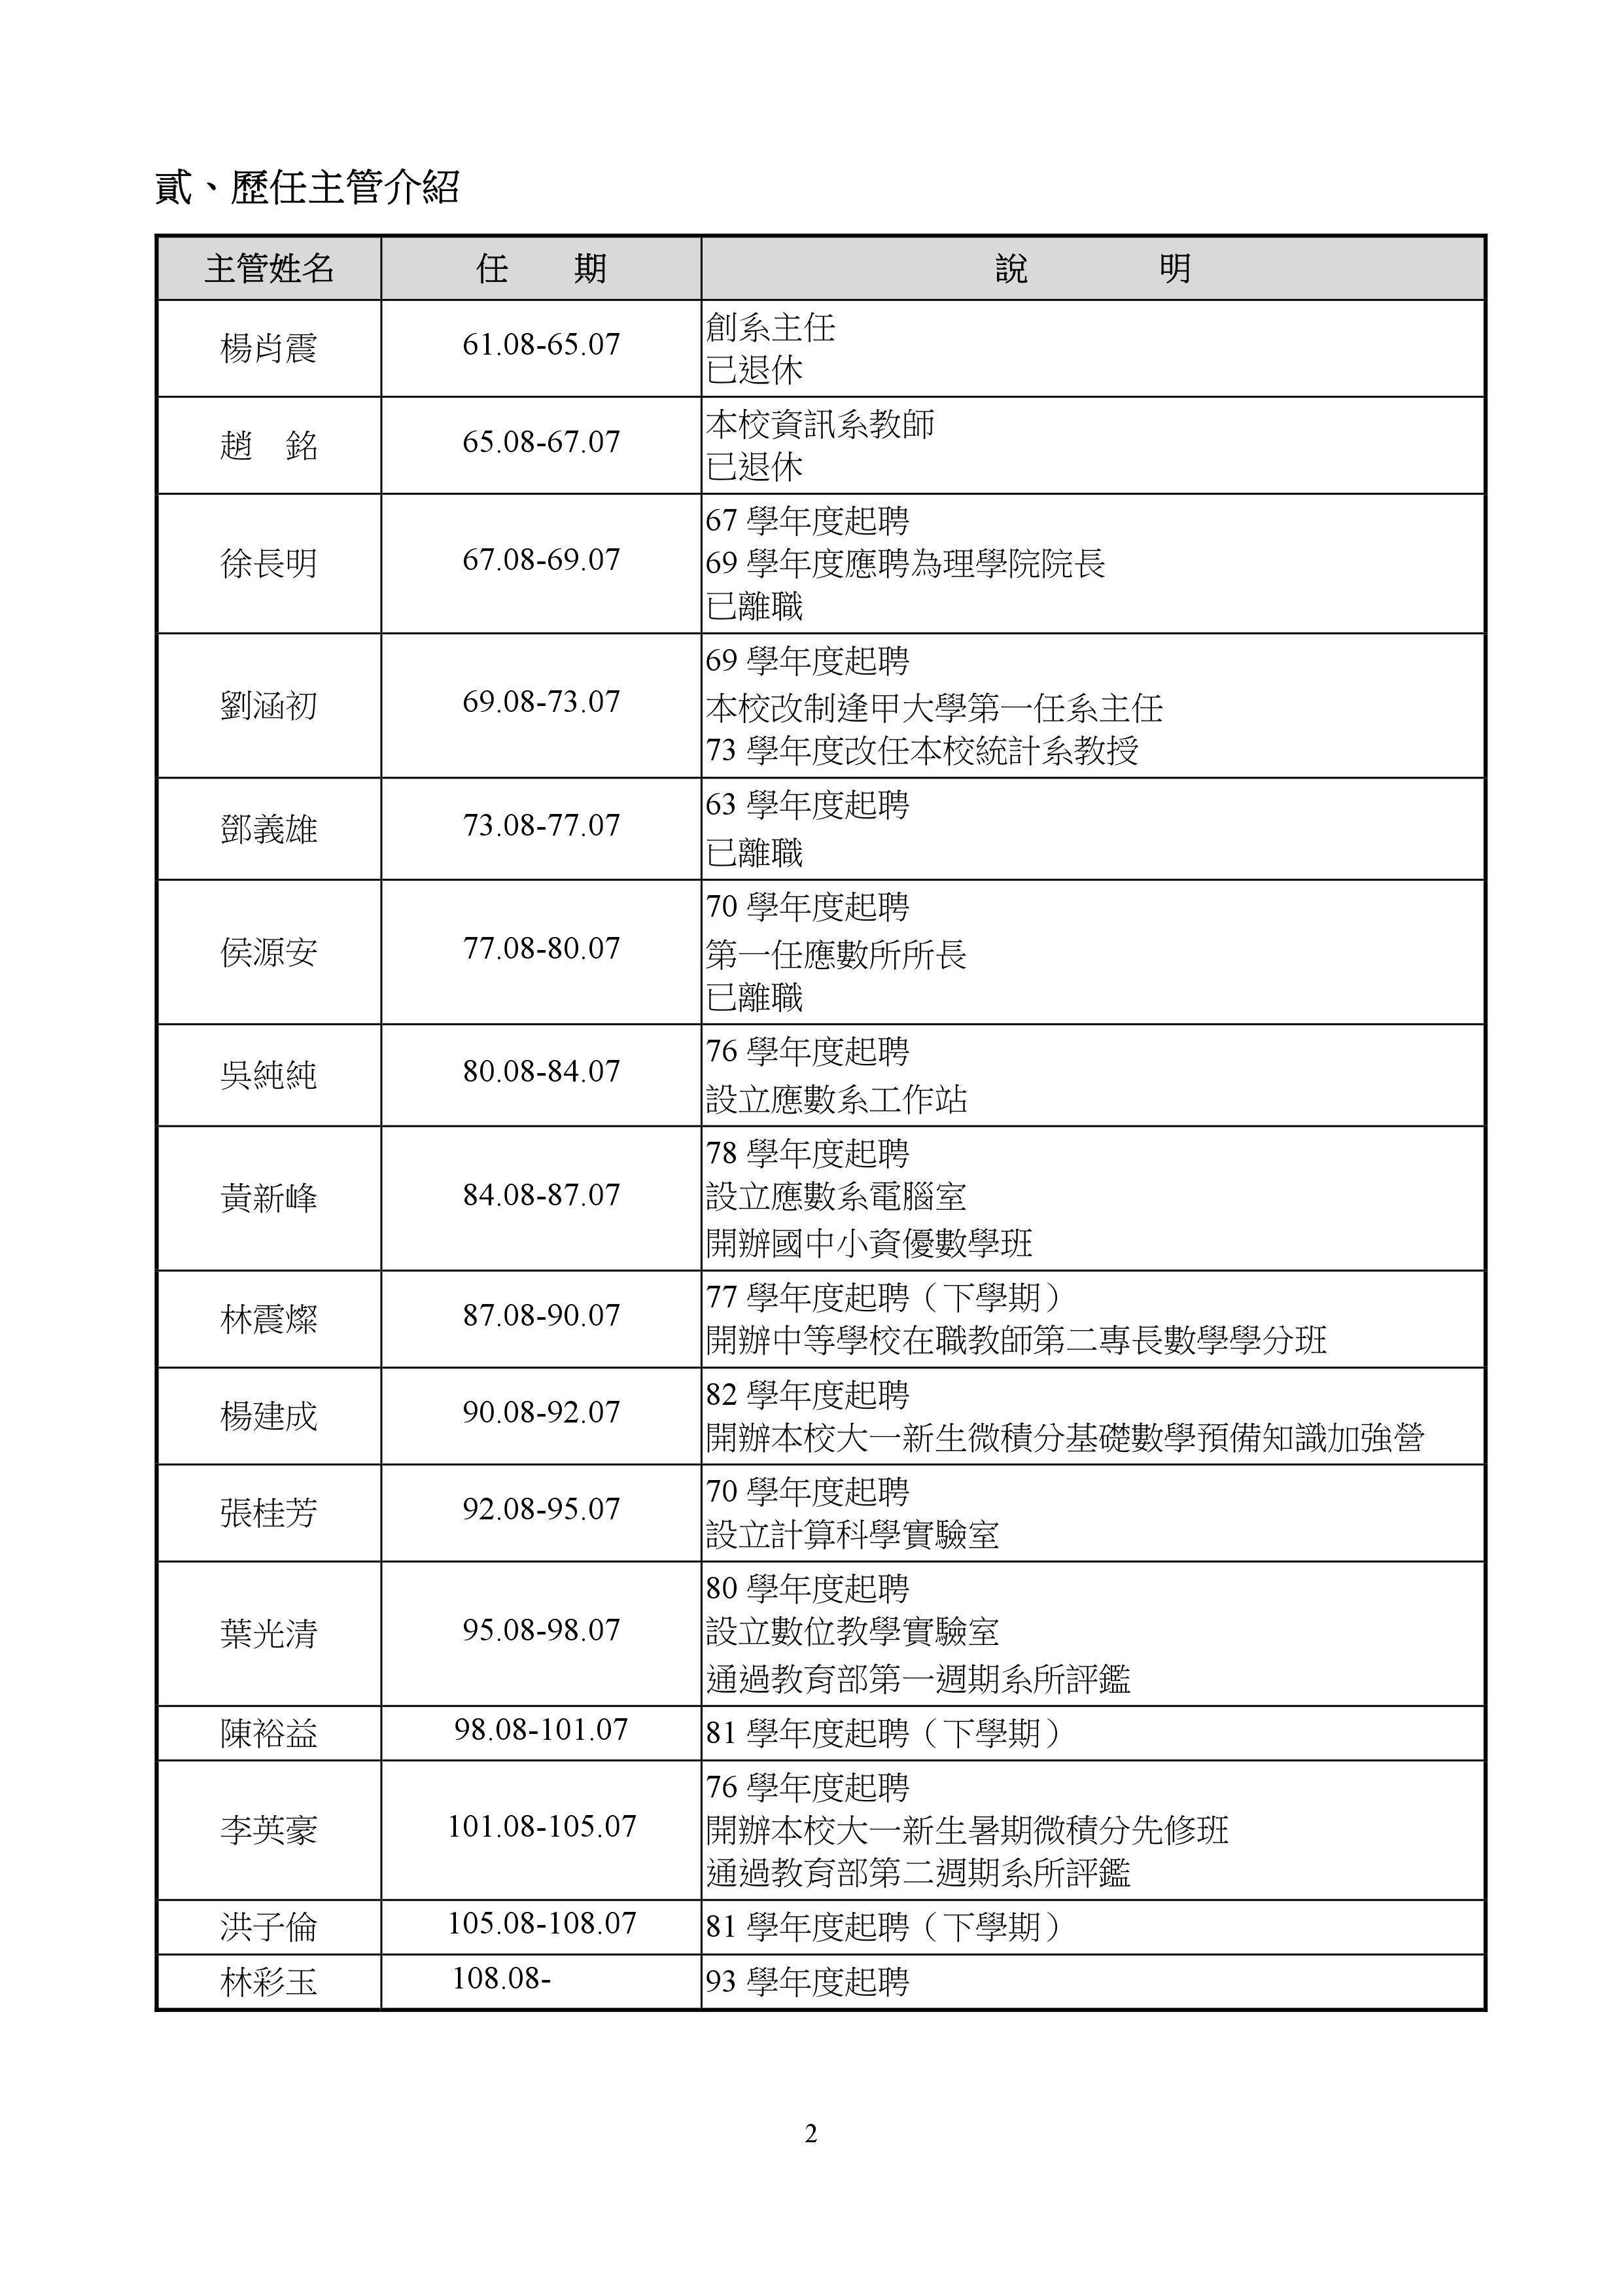 貳、歷任主管介紹
主管姓名 任 期 說 明
楊肖震 61.08-65.07 創系主任
已退休
趙 銘 65.08-67.07 本校資訊系教師
已退休
徐長明 67.08-69.07 67 學年度起聘
69 學年度應聘為理學院院長
已離職
劉涵初 69.08-73.07 69 學年度起聘
本校改制逢甲大學第一任系主任
73 學年度改任本校統計系教授
鄧義雄 73.08-77.07 63 學年度起聘
已離職
侯源安 77.08-80.07 70 學年度起聘
第一任應數所所長
已離職
吳純純 80.08-84.07 76 學年度起聘
設立應數系工作站
黃新峰 84.08-87.07 78 學年度起聘
設立應數系電腦室
開辦國中小資優數學班
林震燦 87.08-90.07 77 學年度起聘（下學期）
開辦中等學校在職教師第二專長數學學分班
楊建成 90.08-92.07 82 學年度起聘
開辦本校大一新生微積分基礎數學預備知識加強營
張桂芳 92.08-95.07 70 學年度起聘
設立計算科學實驗室
葉光清 95.08-98.07 80 學年度起聘
設立數位教學實驗室
通過教育部第一週期系所評鑑
陳裕益 98.08-101.07 81 學年度起聘（下學期）
李英豪 101.08-105.07 76 學年度起聘
開辦本校大一新生暑期微積分先修班
通過教育部第二週期系所評鑑
洪子倫 105.08-108.07 81 學年度起聘（下學期）
林彩玉 108.08- 93 學年度起聘
2